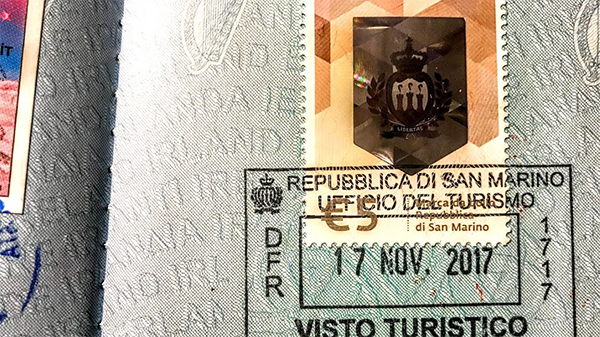 LIBERTAS
REPUBBLICA DI SAN MARINO
UFFICIO DEL TURISMO
€5
Repubblica
di San Marino
DFR
17 NOV. 2017
1717
VISTO TURISTICO